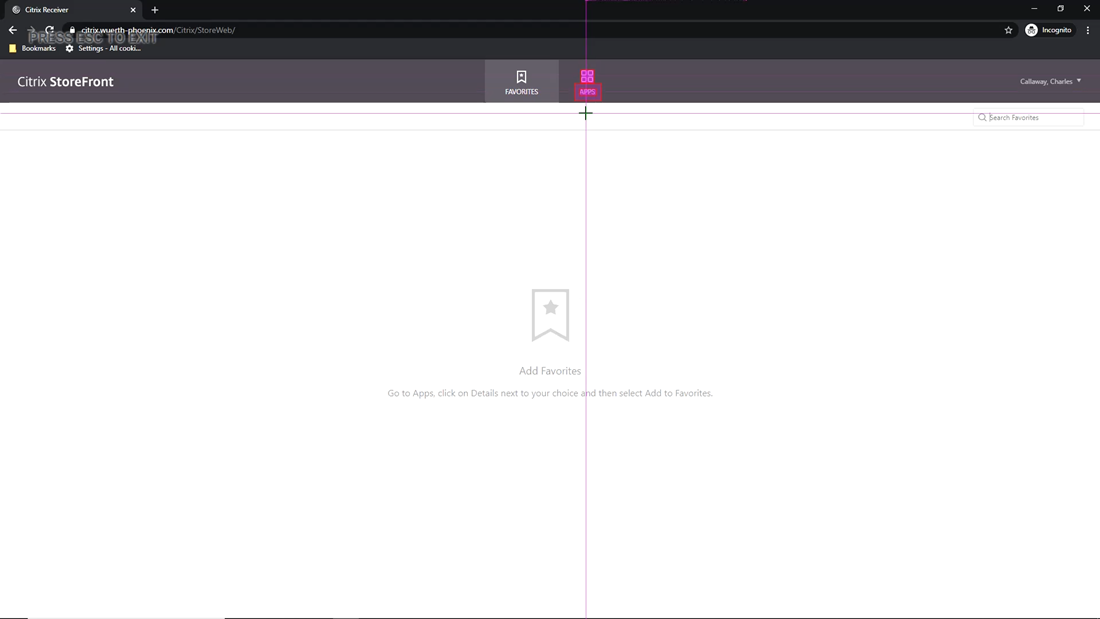 Citrix Receiver
citrix.wuerth-phoenix.com/Citrix/StoreWeb/
Incognito
PRESS ESC TO EXIT
Bookmarks
Settings - All cooki...
Citrix StoreFront
FAVORITES
APPS
Callaway, Charles
Search Favorites
Add Favorites
Go to Apps, click on Details next to your choice and then select Add to Favorites.